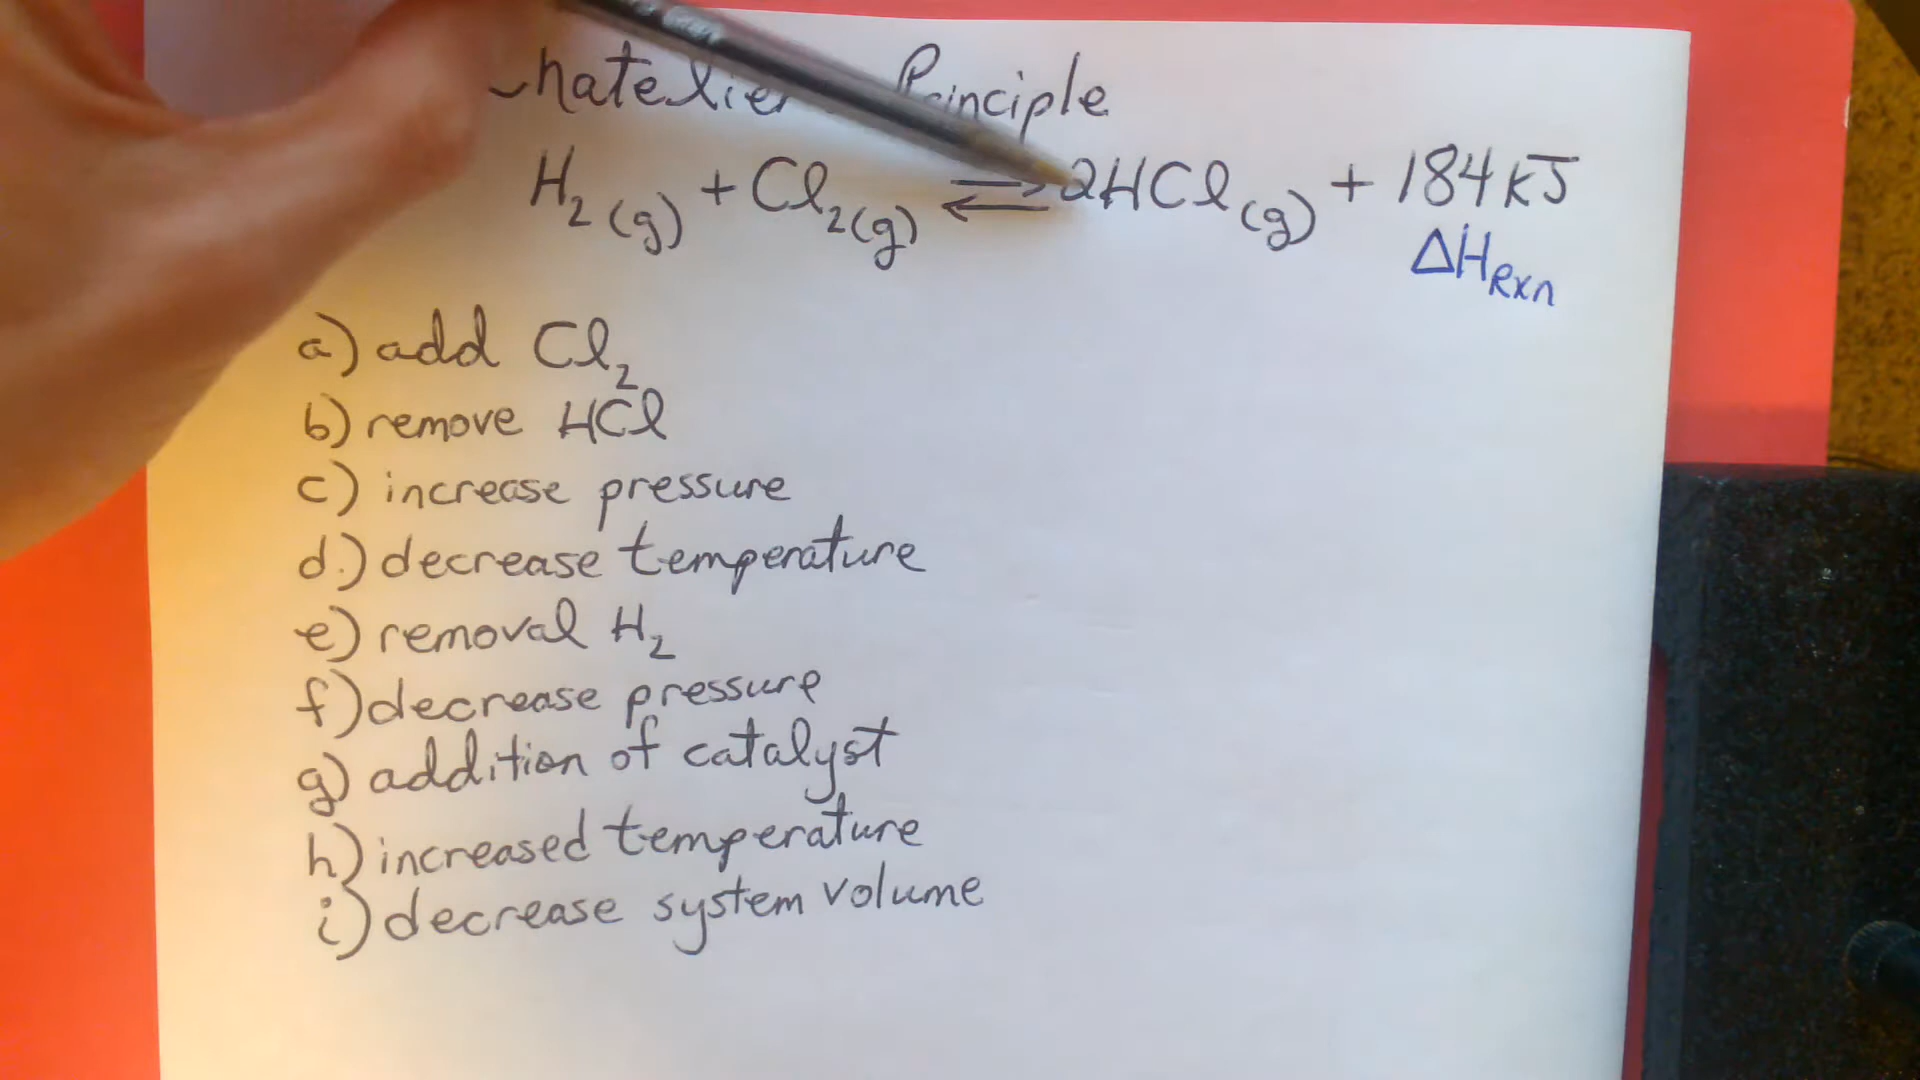 Principle
H₂(g) + Cl₂(g) ⇌ 2HCl(g) + 184 kJ
ΔHRxn
a) add Cl₂
b) remove HCl
c) increase pressure
d.) decrease temperature
e) removal H₂
f) decrease pressure
g) addition of catalyst
h) increased temperature
i) decrease system volume